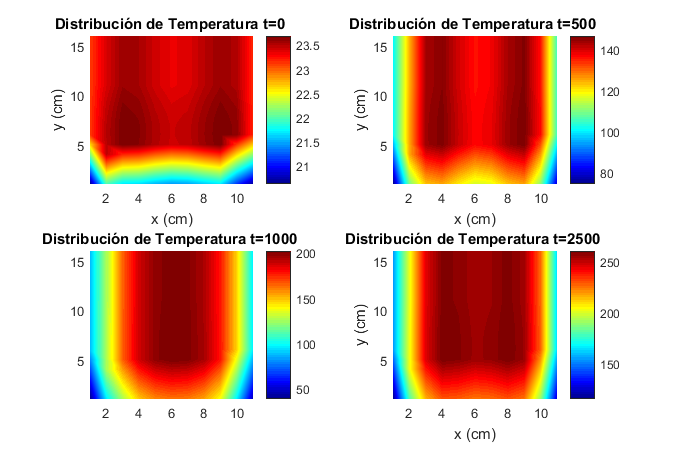 Distribución de Temperatura t=0
15
10
5
y (cm)
2 4 6 8 10
x (cm)
23.5
23
22.5
22
21.5
21
Distribución de Temperatura t=500
15
10
5
y (cm)
2 4 6 8 10
x (cm)
140
120
100
80
Distribución de Temperatura t=1000
15
10
5
2 4 6 8 10
x (cm)
200
150
100
50
Distribución de Temperatura t=2500
15
10
5
y (cm)
2 4 6 8 10
x (cm)
250
200
150